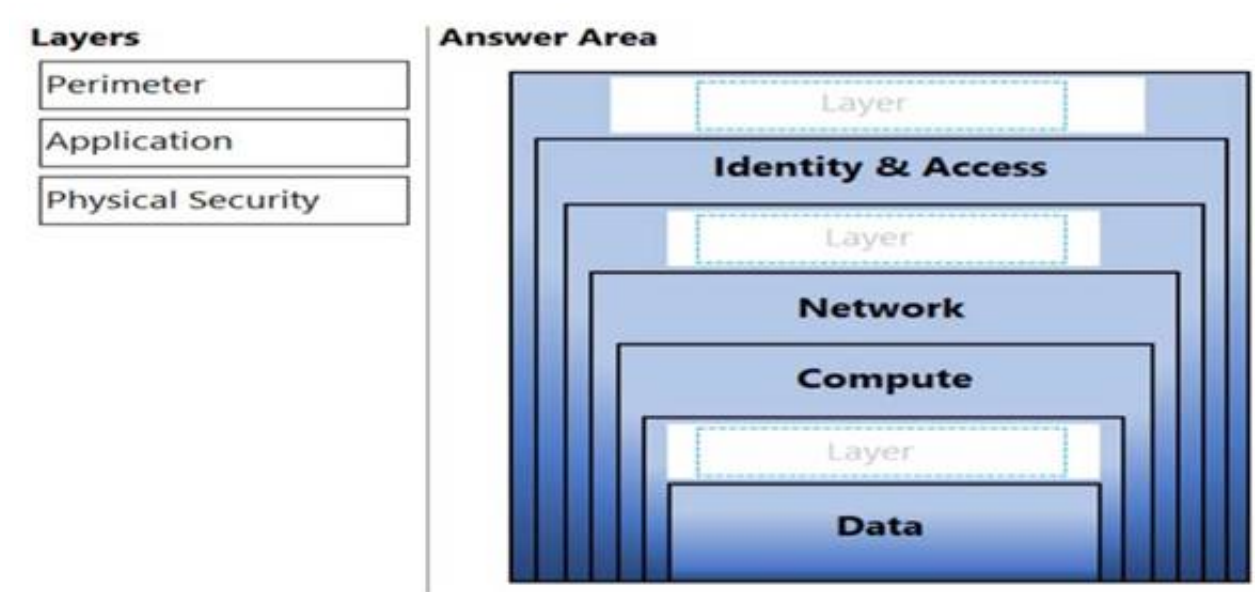 Layers
Perimeter
Application
Physical Security
Answer Area
Layer
Identity & Access
Layer
Network
Compute
Layer
Data